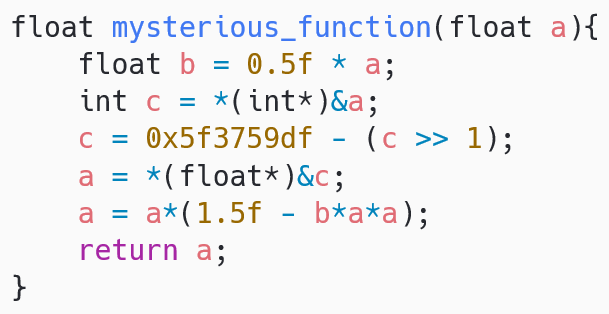 float mysterious_function(float a){
    float b = 0.5f * a;
    int c = *(int*)&a;
    c = 0x5f3759df - (c >> 1);
    a = *(float*)&c;
    a = a*(1.5f - b*a*a);
    return a;
}